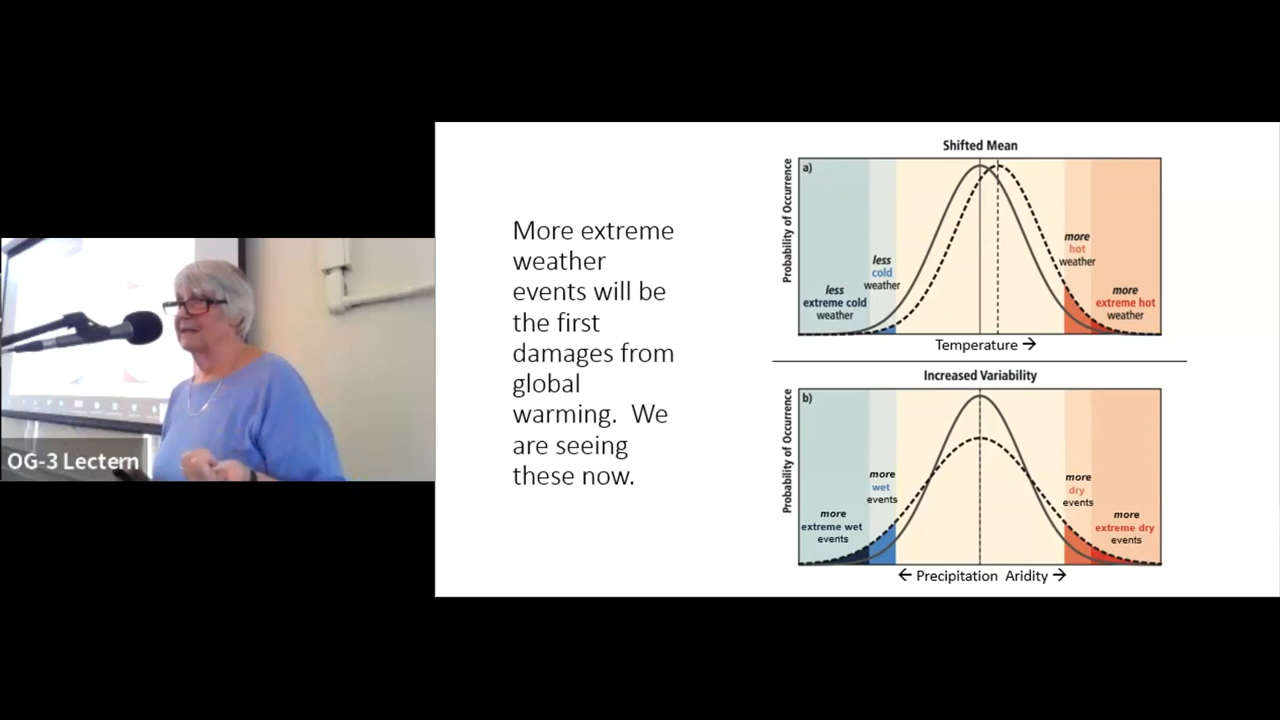 OG-3 Lectern
More extreme
weather
events will be
the first
damages from
global
warming.  We
are seeing
these now.
Shifted Mean
a)
Probability of Occurrence
less
extreme cold
weather
less
cold
weather
more
hot
weather
more
extreme hot
weather
Temperature →
Increased Variability
b)
Probability of Occurrence
more
extreme wet
events
more
wet
events
more
dry
events
more
extreme dry
events
← Precipitation  Aridity →